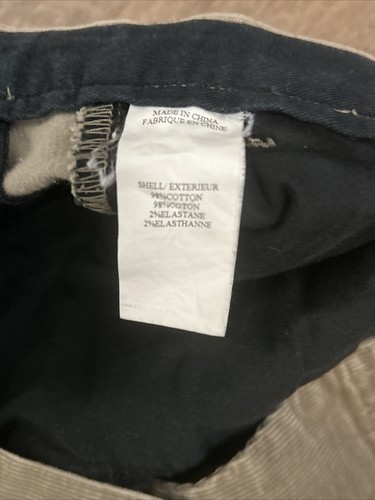 MADE IN CHINA
FABRIQUE EN CHINE
SHELL/ EXTERIEUR
98%COTTON
98%COTON
2%ELASTANE
2%ELASTHANNE